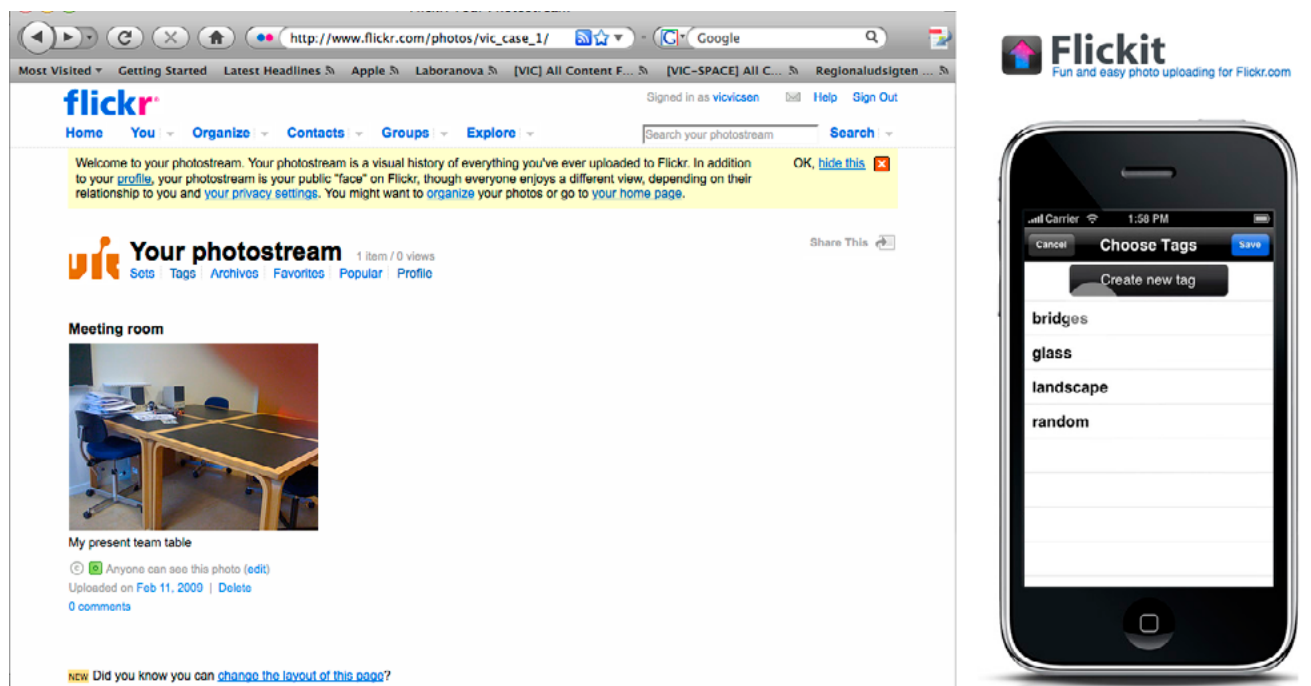 http://www.flickr.com/photos/vic_case_1/
Google
Most Visited Getting Started Latest Headlines Apple Laboranova [VIC] All Content F... [VIC-SPACE] All C... Regionaludsigten ...
flickr
Signed in as vicvicsen Help Sign Out
Home You Organize Contacts Groups Explore
Search your photostream Search
Welcome to your photostream. Your photostream is a visual history of everything you've ever uploaded to Flickr. In addition
to your profile, your photostream is your public "face" on Flickr, though everyone enjoys a different view, depending on their
relationship to you and your privacy settings. You might want to organize your photos or go to your home page.
OK, hide this
vic
Your photostream 1 item / 0 views
Sets Tags Archives Favorites Popular Profile
Share This
Meeting room
My present team table
Anyone can see this photo (edit)
Uploaded on Feb 11, 2009 | Delete
0 comments
NEW Did you know you can change the layout of this page?
Flickit
Fun and easy photo uploading for Flickr.com
Carrier 1:58 PM
Cancel Choose Tags Save
Create new tag
bridges
glass
landscape
random